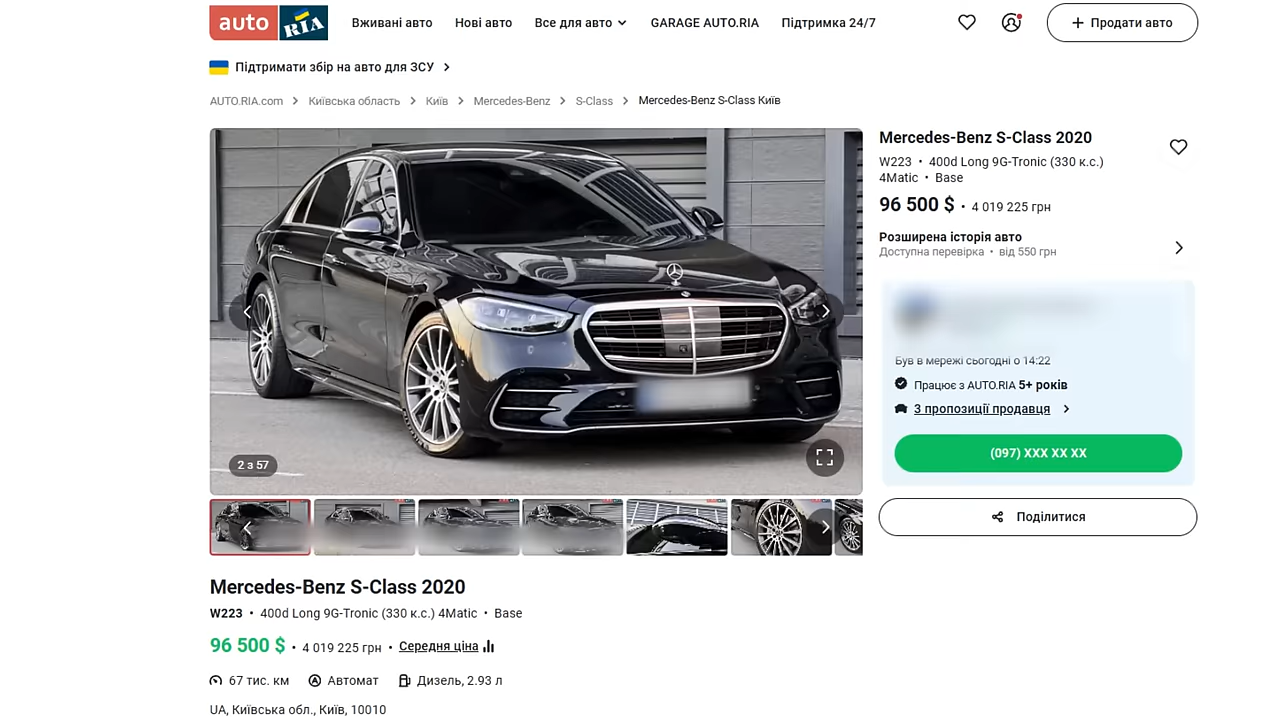 auto RIA
Вживані авто Нові авто Все для авто GARAGE AUTO.RIA Підтримка 24/7 + Продати авто
Підтримати збір на авто для ЗСУ
AUTO.RIA.com Київська область Київ Mercedes-Benz S-Class Mercedes-Benz S-Class Київ
2 з 57
Mercedes-Benz S-Class 2020
W223 • 400d Long 9G-Tronic (330 к.с.)
4Matic • Base
96 500 $ • 4 019 225 грн
Розширена історія авто
Доступна перевірка • від 550 грн
Був в мережі сьогодні о 14:22
Працює з AUTO.RIA 5+ років
3 пропозиції продавця
(097) XXX XX XX
Поділитися
Mercedes-Benz S-Class 2020
W223 • 400d Long 9G-Tronic (330 к.с.) 4Matic • Base
96 500 $ • 4 019 225 грн • Середня ціна
67 тис. км Автомат Дизель, 2.93 л
UA, Київська обл., Київ, 10010